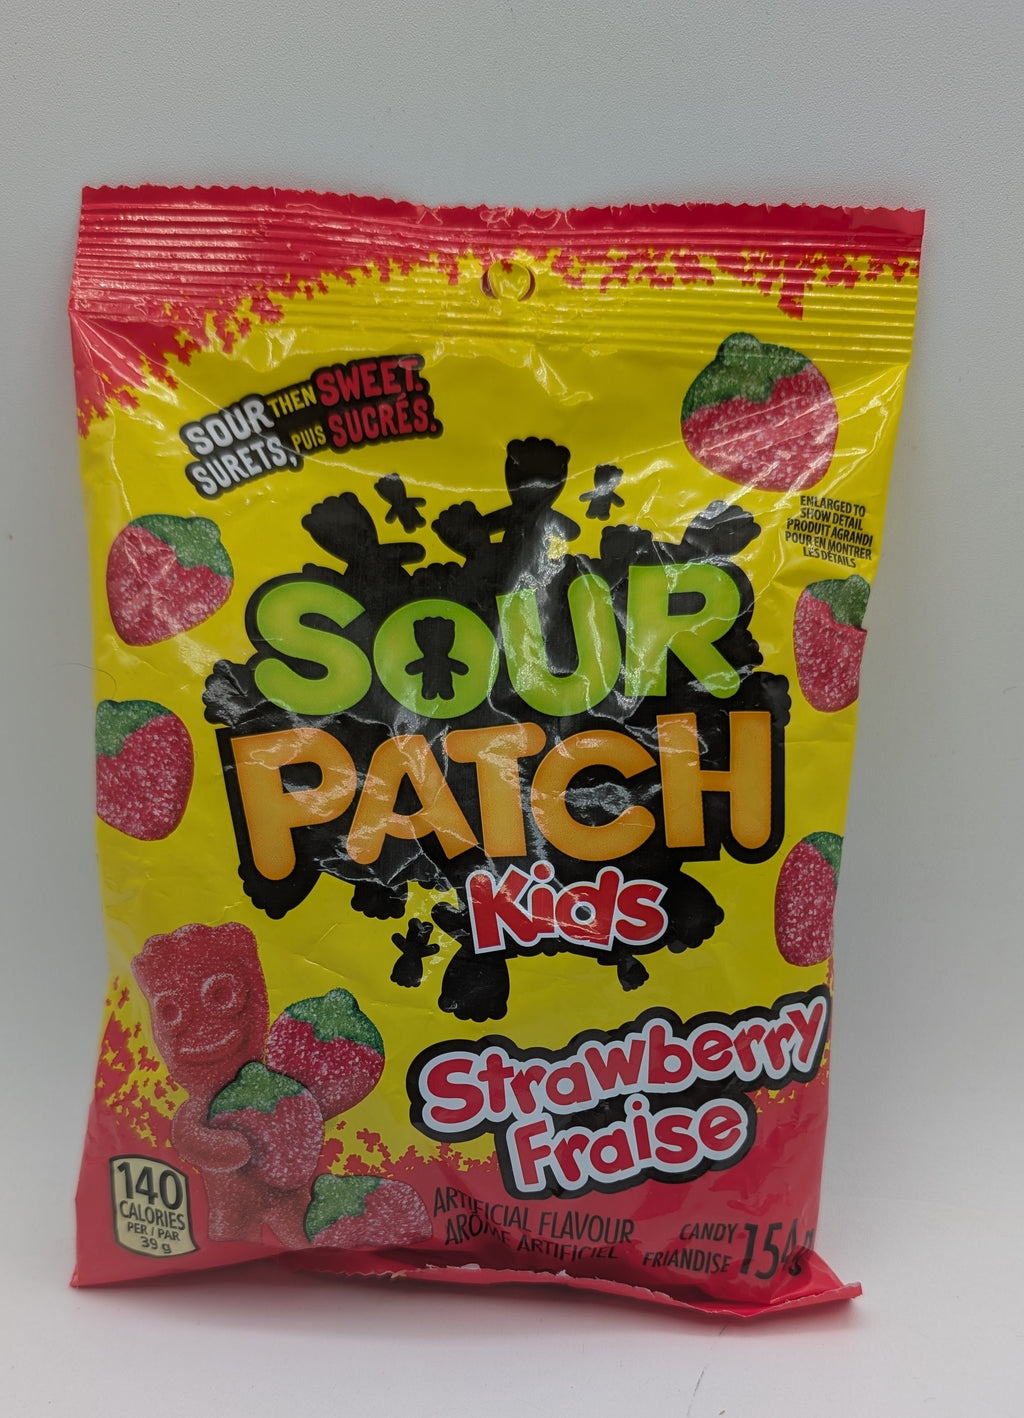 SOUR THEN SWEET.
SURETS, PUIS SUCRÉS.
ENLARGED TO
SHOW DETAIL
PRODUIT AGRANDI
POUR EN MONTRER
LES DÉTAILS
SOUR
PATCH
Kids
Strawberry
Fraise
140
CALORIES
PER / PAR
39 g
ARTIFICIAL FLAVOUR
ARÔME ARTIFICIEL
CANDY
FRIANDISE
154g